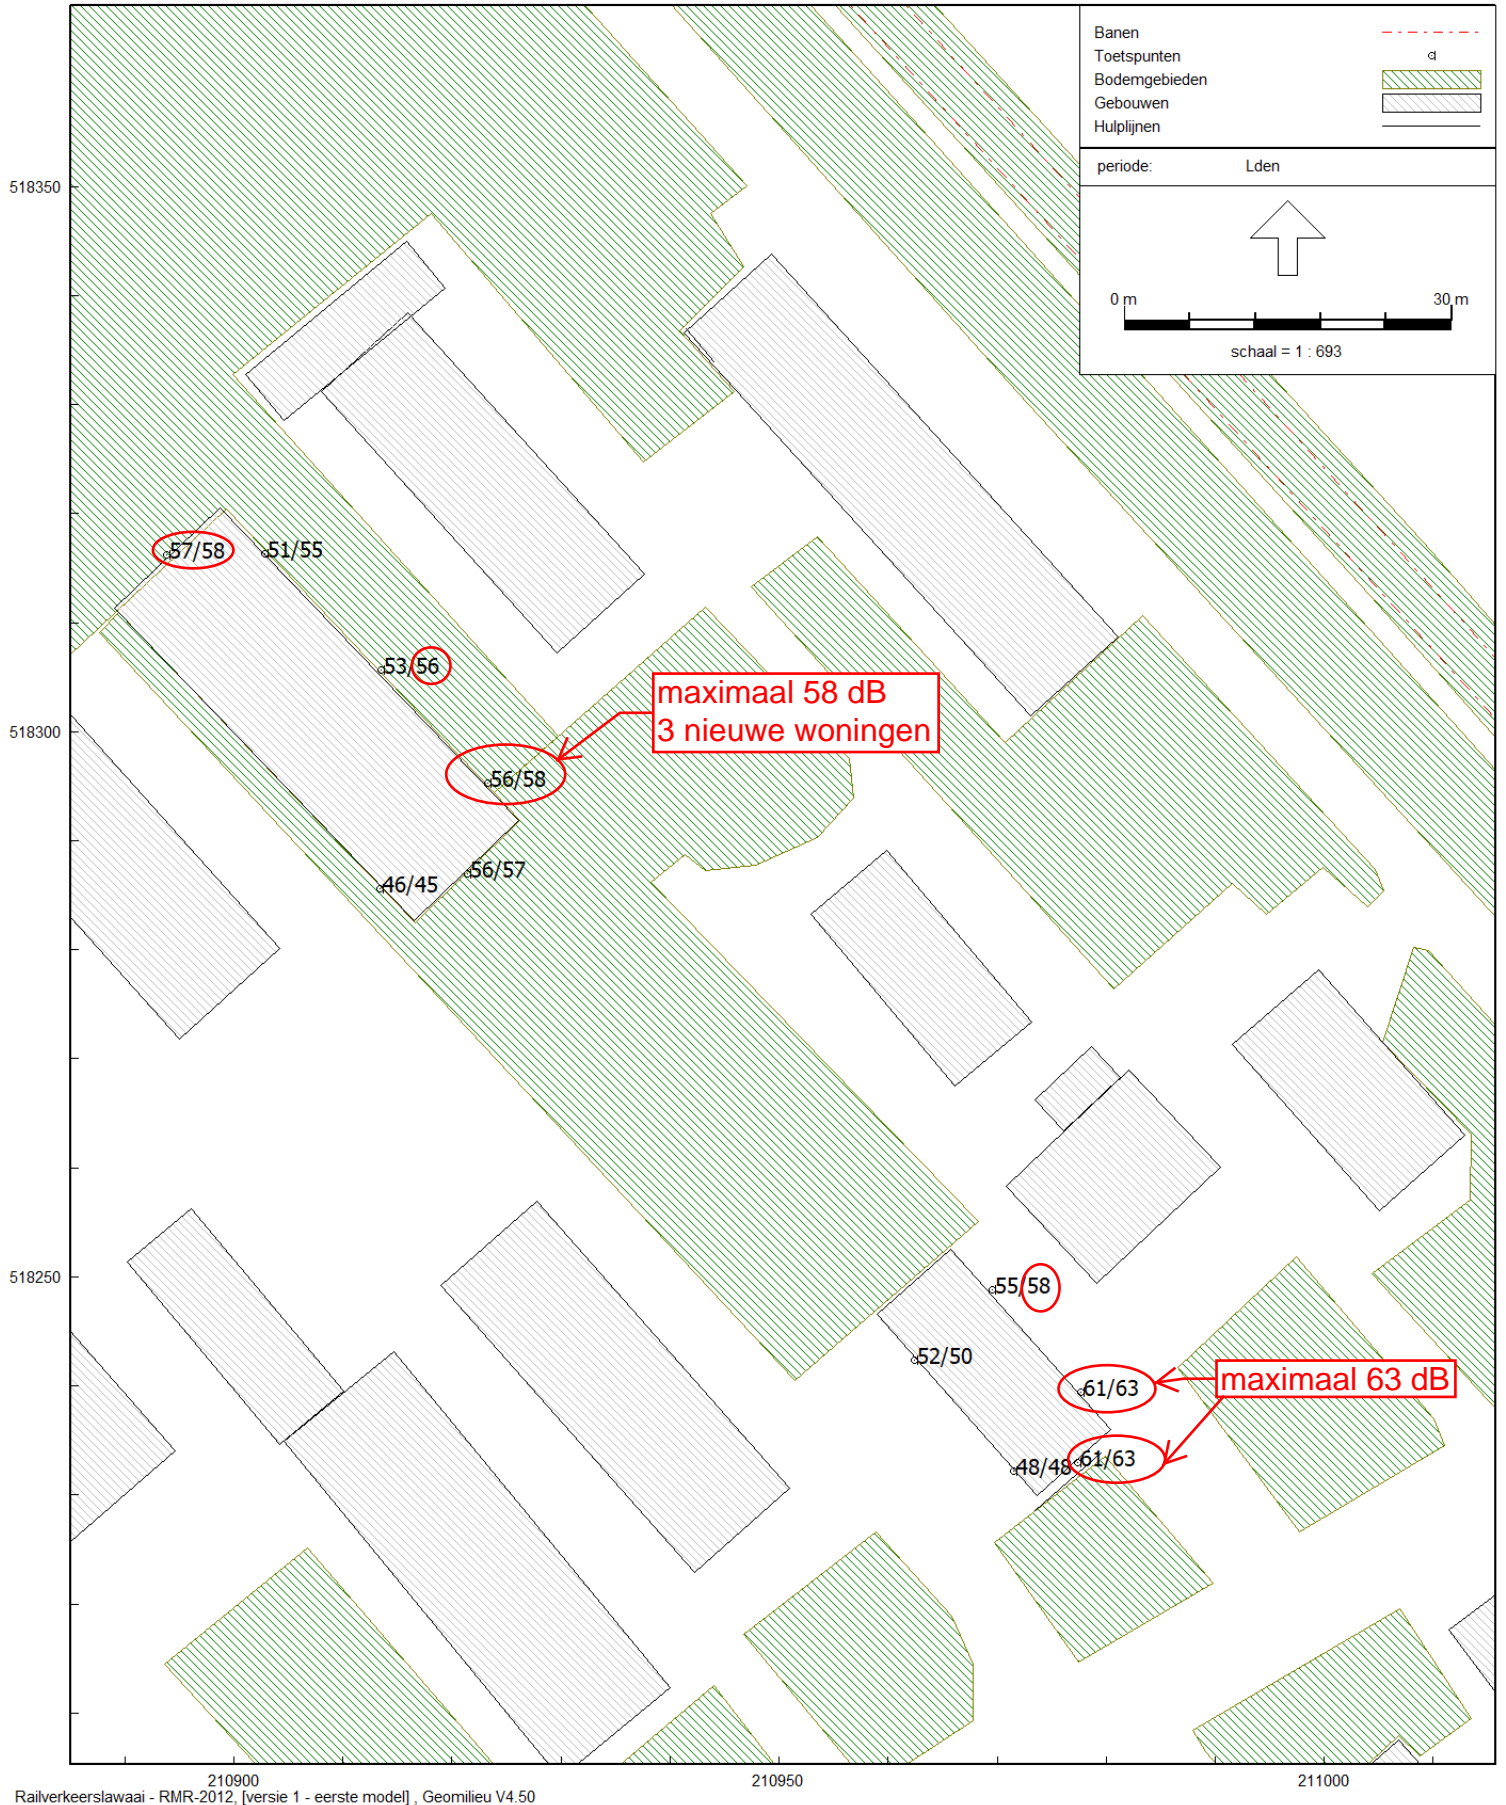 Banen
Toetspunten
Bodemgebieden
Gebouwen
Hulplijnen
periode: Lden
0 m 30 m
schaal = 1 : 693
518350
57/58
51/55
53/56
maximaal 58 dB
3 nieuwe woningen
518300
56/58
56/57
46/45
518250
55/58
52/50
61/63
maximaal 63 dB
48/48
61/63
210900
210950
211000
Railverkeerslawaai - RMR-2012, [versie 1 - eerste model] , Geomilieu V4.50